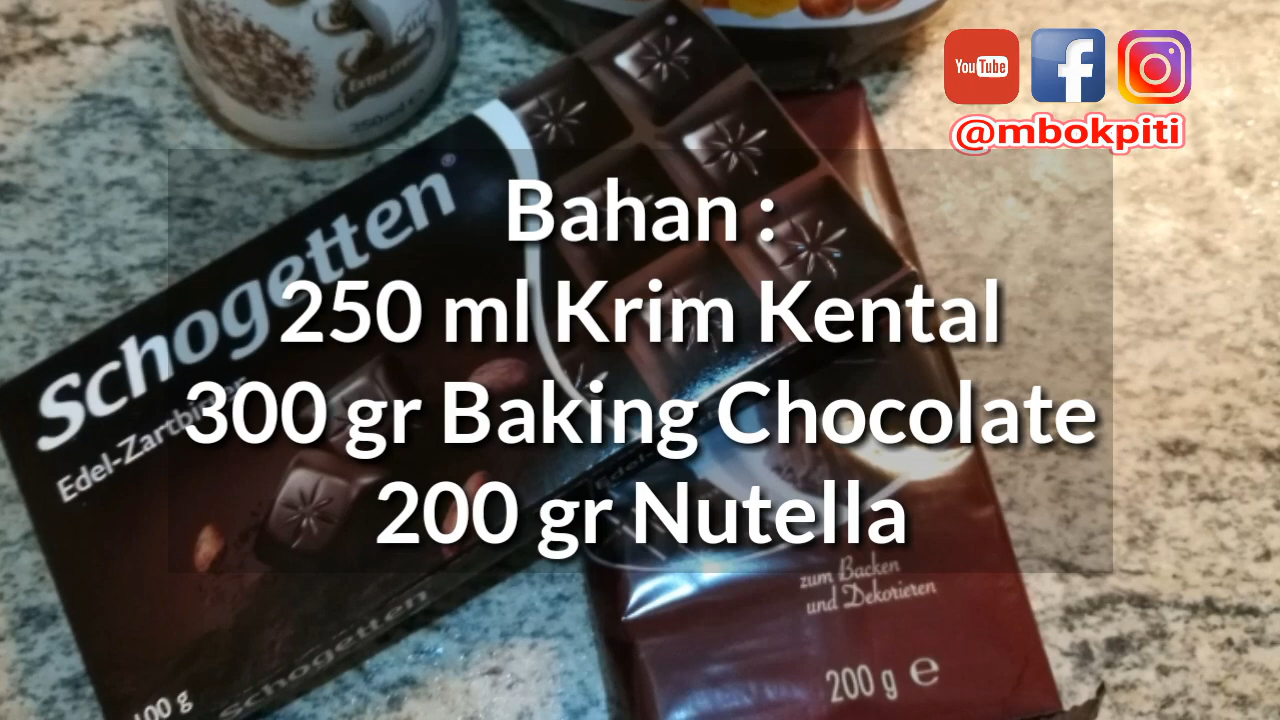 YouTube
@mbokpiti
Bahan :
250 ml Krim Kental
300 gr Baking Chocolate
200 gr Nutella
Schogetten®
Edel-Zartbitter
zum Backen
und Dekorieren
200 g e
Schogetten
100 g